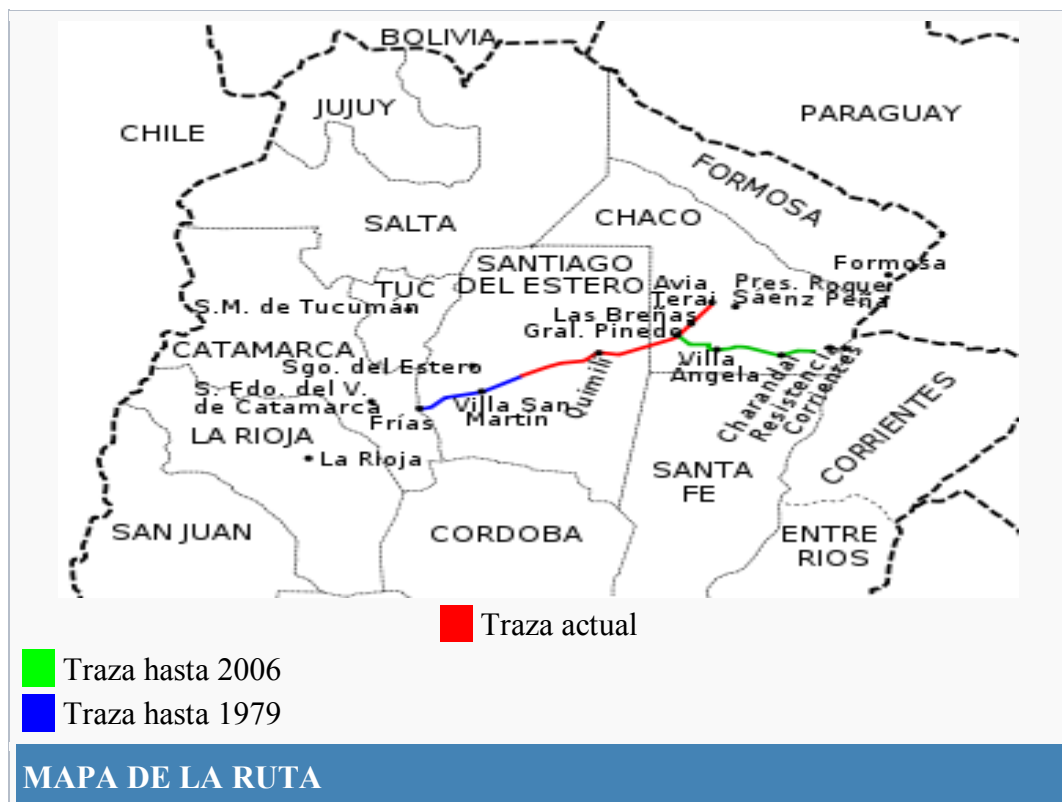 BOLIVIA
JUJUY
PARAGUAY
CHILE
FORMOSA
CHACO
SALTA
SANTIAGO
DEL ESTERO
Formosa
Avia
Terai
Pres. Roque
Sáenz Peña
TUC
S.M. de Tucumán
Las Breñas
Gral. Pinedo
CATAMARCA
Sgo. del Estero
Villa
Angela
Quimili
Charandai
Resistencia
Corrientes
S. Fdo. del V.
de Catamarca
Frías
Villa San
Martin
LA RIOJA
La Rioja
CORRIENTES
SANTA
FE
SAN JUAN
CORDOBA
ENTRE
RIOS
Traza actual
Traza hasta 2006
Traza hasta 1979
MAPA DE LA RUTA